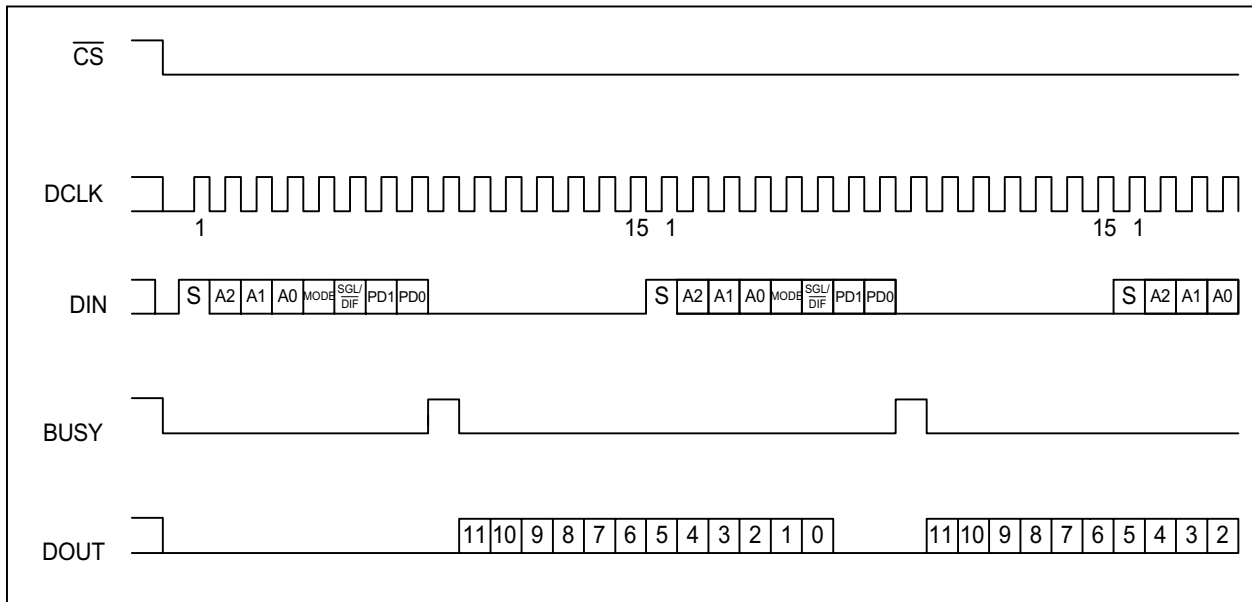 CS
DCLK
1 15 1 15 1
DIN S A2 A1 A0 MODE SGL/DIF PD1 PD0 S A2 A1 A0 MODE SGL/DIF PD1 PD0 S A2 A1 A0
BUSY
DOUT 11 10 9 8 7 6 5 4 3 2 1 0 11 10 9 8 7 6 5 4 3 2